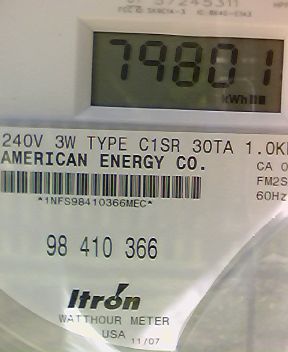 57245311
79801
kWh
240V 3W TYPE C1SR 30TA 1.0K
AMERICAN ENERGY CO.
CA 0
FM2S
60Hz
*1NFS98410366MEC*
98 410 366
Itron
WATTHOUR METER
USA 11/07